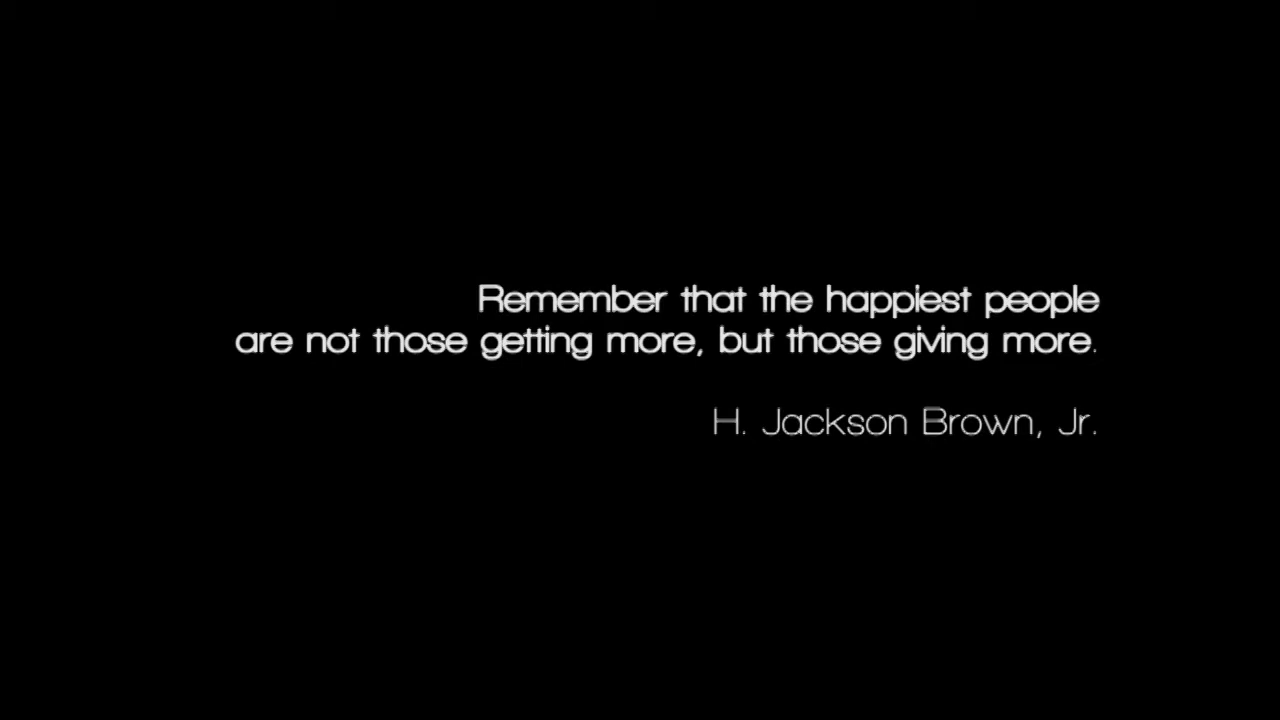 Remember that the happiest people
are not those getting more, but those giving more.
H. Jackson Brown, Jr.